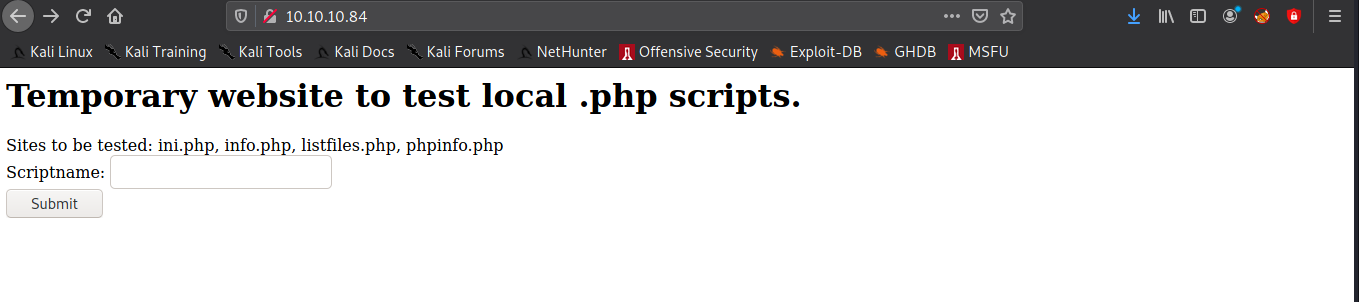 10.10.10.84
Kali Linux Kali Training Kali Tools Kali Docs Kali Forums NetHunter Offensive Security Exploit-DB GHDB MSFU
Temporary website to test local .php scripts.
Sites to be tested: ini.php, info.php, listfiles.php, phpinfo.php
Scriptname:
Submit